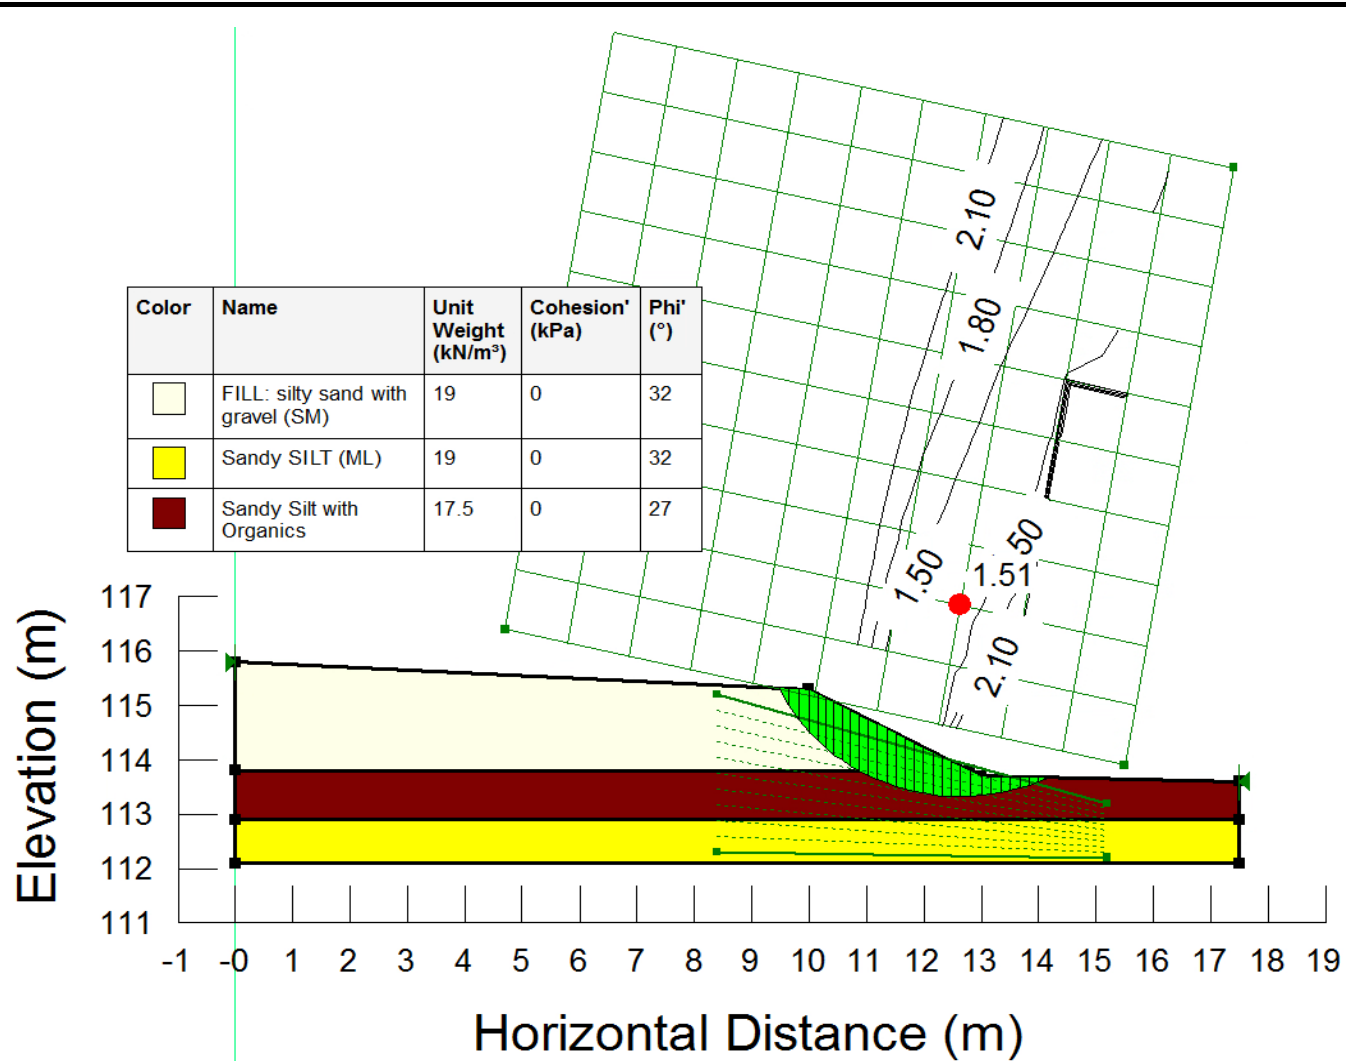 2.10
1.80
Color Name Unit Weight (kN/m³) Cohesion' (kPa) Phi' (°)
FILL: silty sand with gravel (SM) 19 0 32
Sandy SILT (ML) 19 0 32
Sandy Silt with Organics 17.5 0 27
1.50
50
1.51
2.10
Elevation (m)
117
116
115
114
113
112
111
-1 -0 1 2 3 4 5 6 7 8 9 10 11 12 13 14 15 16 17 18 19
Horizontal Distance (m)